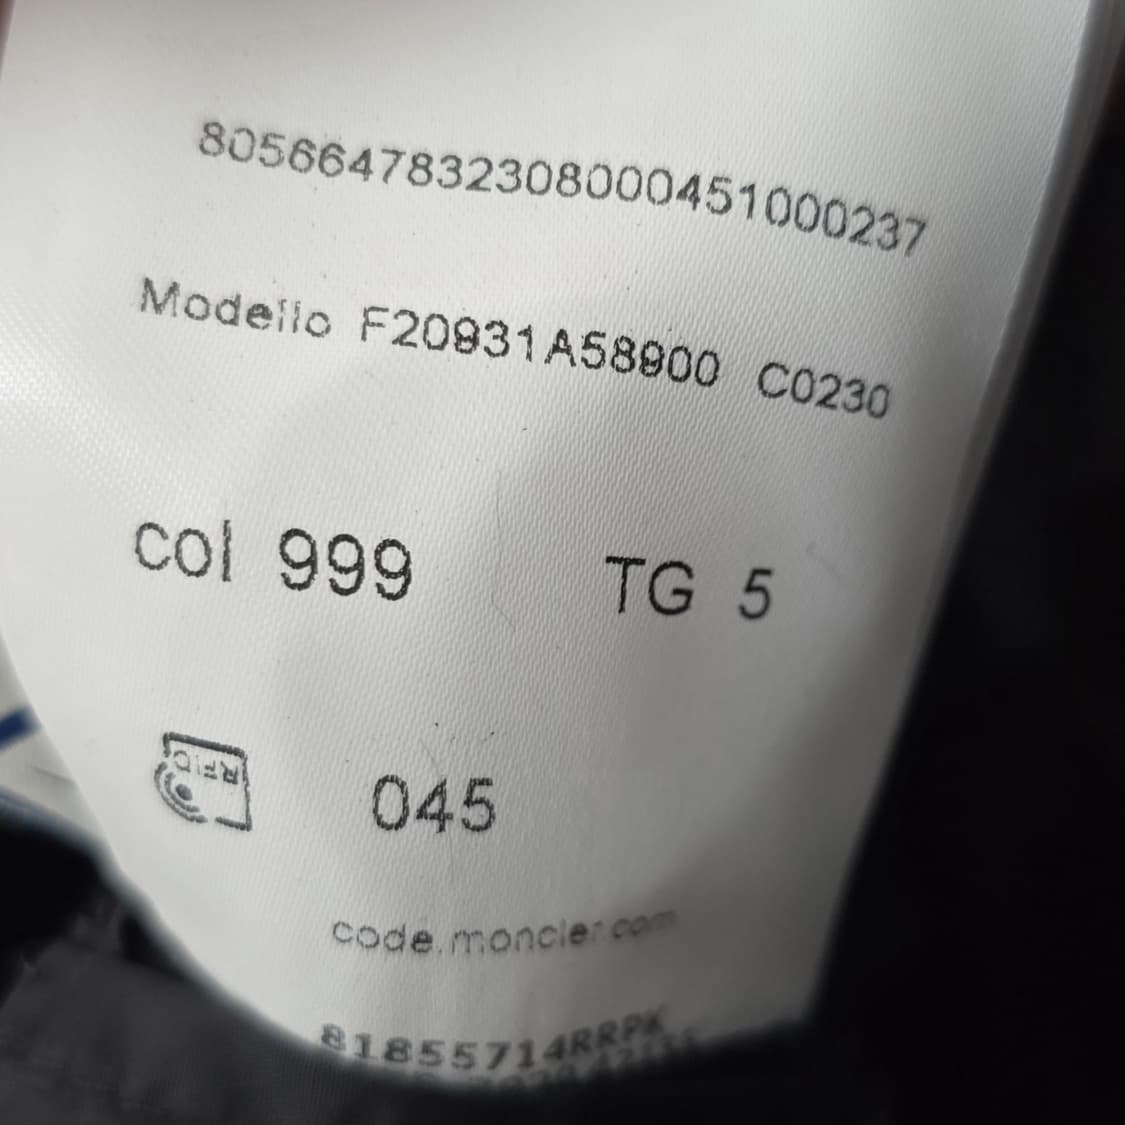 8056647832308000451000237
Modello F20931A58900 C0230
col 999 TG 5
RFID
045
code.moncler.com
81855714RRPK